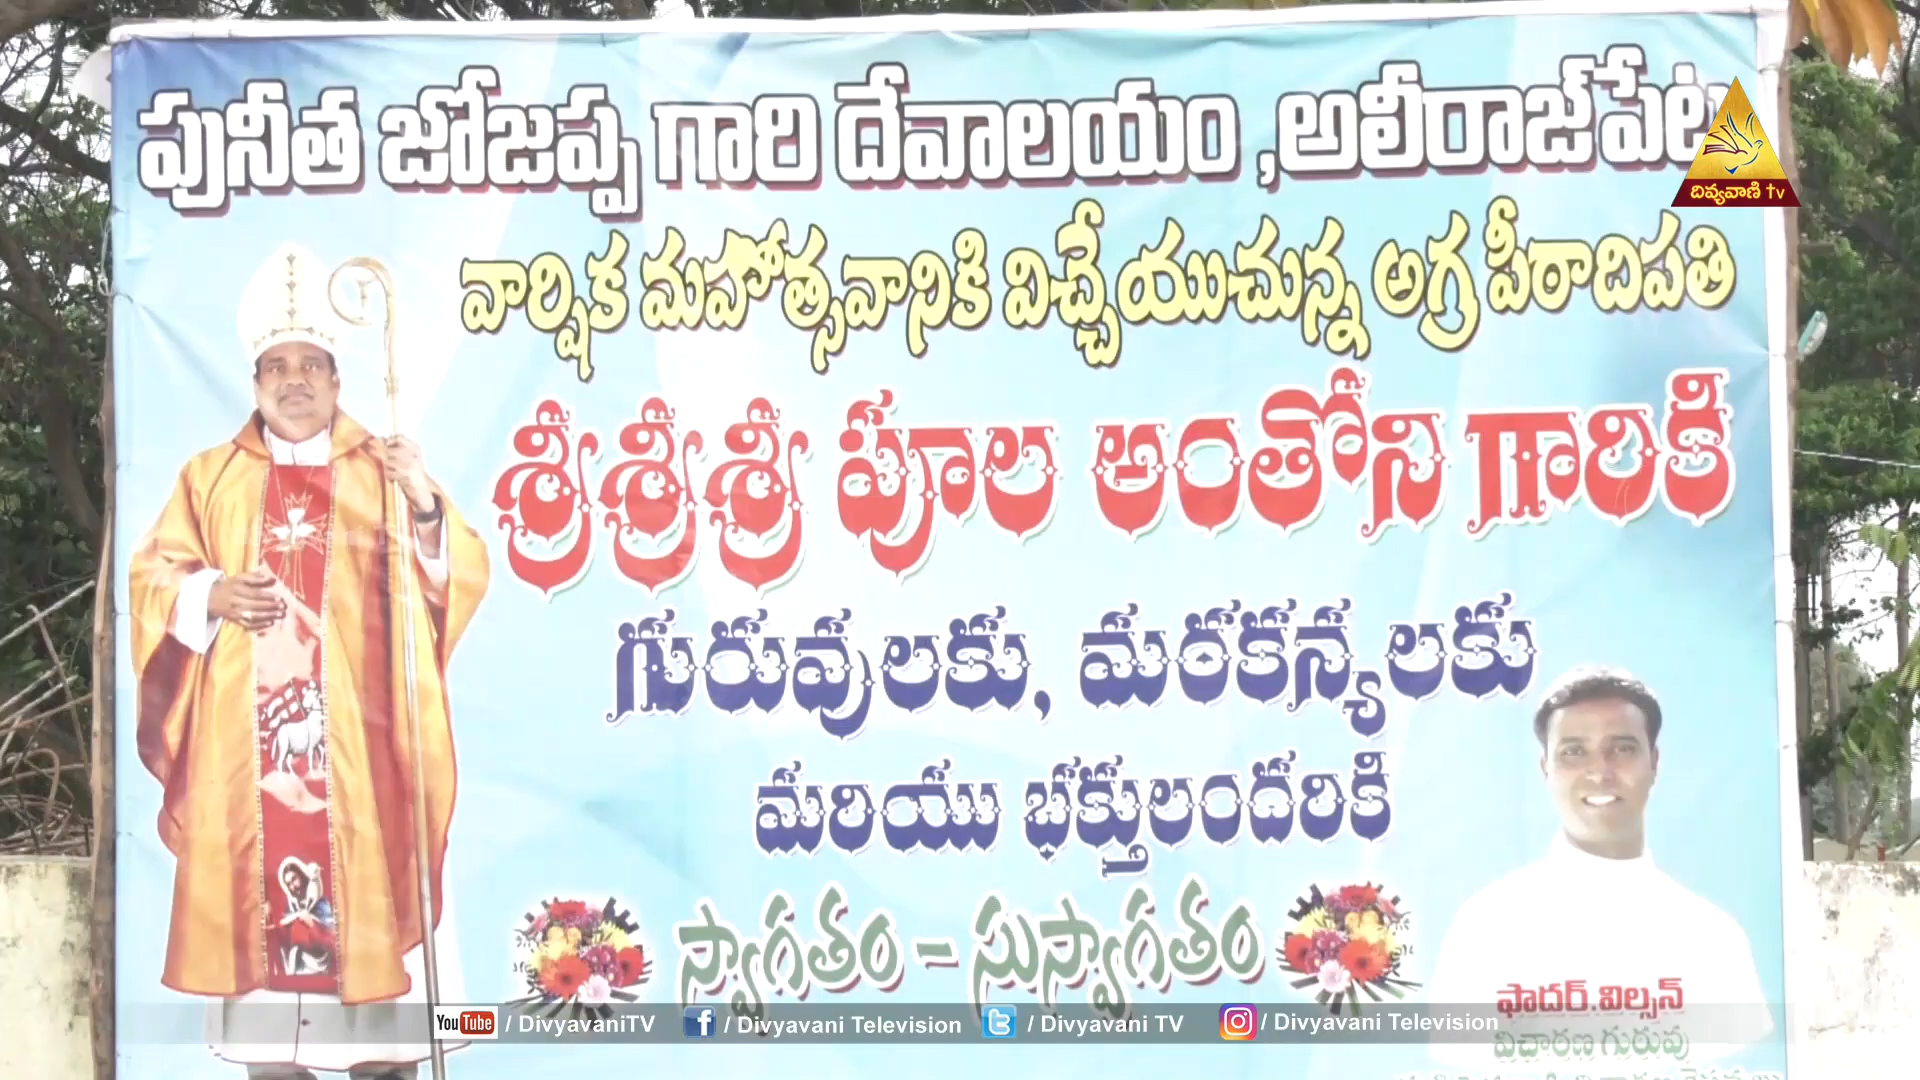 పునీత జోజప్ప గారి దేవాలయం ,అలీరాజ్‌పేట
దివ్యవాణి tv
వార్షిక మహోత్సవానికి విచ్చేయుచున్న అగ్ర పీఠాదిపతి
శ్రీశ్రీశ్రీ పూల అంతోని గారికి
గురువులకు, మఠకన్యలకు
మరియు భక్తులందరికి
స్వాగతం – సుస్వాగతం
ఫాదర్.విల్సన్
విచారణ గురువు
YouTube / DivyavaniTV f / Divyavani Television / Divyavani TV / Divyavani Television